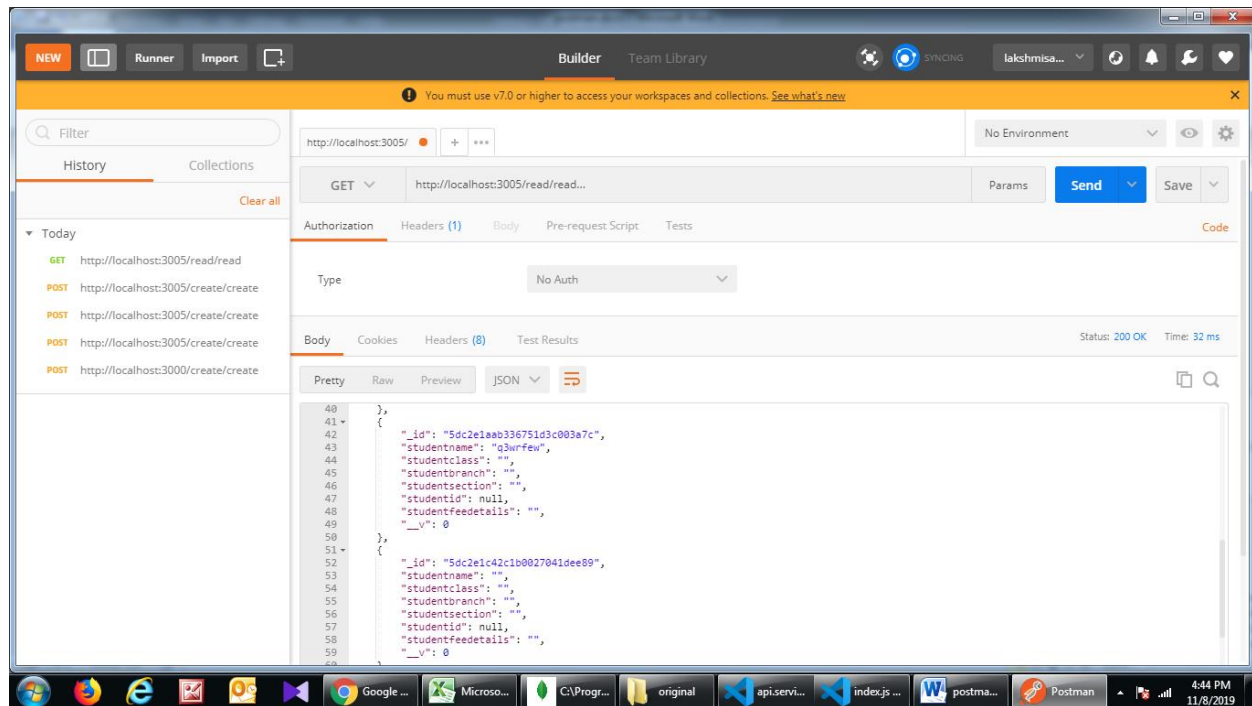 NEW Runner Import Builder Team Library SYNCING lakshmisa...
You must use v7.0 or higher to access your workspaces and collections. See what's new
Filter
History Collections
Clear all
Today
GET http://localhost:3005/read/read
POST http://localhost:3005/create/create
POST http://localhost:3005/create/create
POST http://localhost:3005/create/create
POST http://localhost:3000/create/create
http://localhost:3005/ + ••• No Environment
GET http://localhost:3005/read/read... Params Send Save
Authorization Headers (1) Body Pre-request Script Tests Code
Type No Auth
Body Cookies Headers (8) Test Results Status: 200 OK Time: 32 ms
Pretty Raw Preview JSON
40 },
41 {
42 "_id": "5dc2e1aab336751d3c003a7c",
43 "studentname": "q3wrfew",
44 "studentclass": "",
45 "studentbranch": "",
46 "studentsection": "",
47 "studentid": null,
48 "studentfeedetails": "",
49 "__v": 0
50 },
51 {
52 "_id": "5dc2e1c42c1b0027041dee89",
53 "studentname": "",
54 "studentclass": "",
55 "studentbranch": "",
56 "studentsection": "",
57 "studentid": null,
58 "studentfeedetails": "",
59 "__v": 0
Google ... Microso... C:\Progr... original api.servi... index.js ... postma... Postman 4:44 PM
11/8/2019